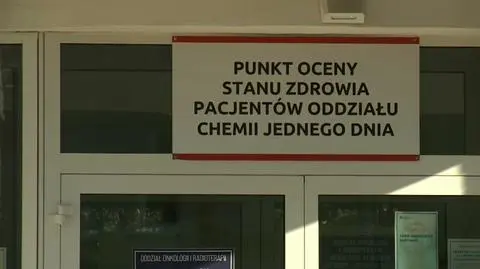 PUNKT OCENY
STANU ZDROWIA
PACJENTÓW ODDZIAŁU
CHEMII JEDNEGO DNIA
ODDZIAŁ ONKOLOGII I RADIOTERAPII